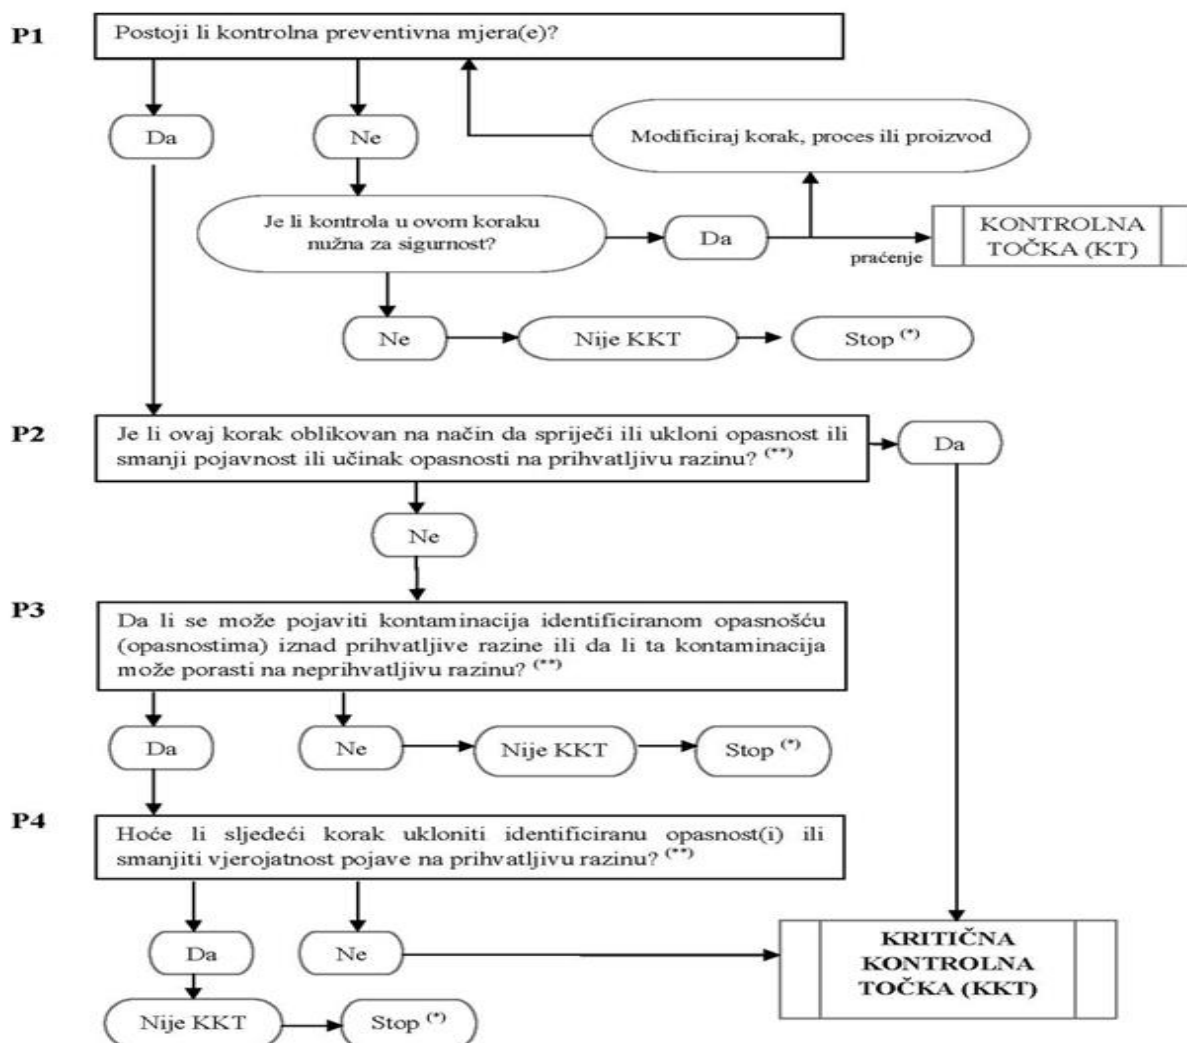 P1
Postoji li kontrolna preventivna mjera(e)?
Da
Ne
Modificiraj korak, proces ili proizvod
Je li kontrola u ovom koraku
nužna za sigurnost?
Da
praćenje
KONTROLNA
TOČKA (KT)
Ne
Nije KKT
Stop (*)
P2
Je li ovaj korak oblikovan na način da spriječi ili ukloni opasnost ili
smanji pojavnost ili učinak opasnosti na prihvatljivu razinu? (**)
Da
Ne
P3
Da li se može pojaviti kontaminacija identificiranom opasnošću
(opasnostima) iznad prihvatljive razine ili da li ta kontaminacija
može porasti na neprihvatljivu razinu? (**)
Da
Ne
Nije KKT
Stop (*)
P4
Hoće li sljedeći korak ukloniti identificiranu opasnost(i) ili
smanjiti vjerojatnost pojave na prihvatljivu razinu? (**)
Da
Ne
KRITIČNA
KONTROLNA
TOČKA (KKT)
Nije KKT
Stop (*)